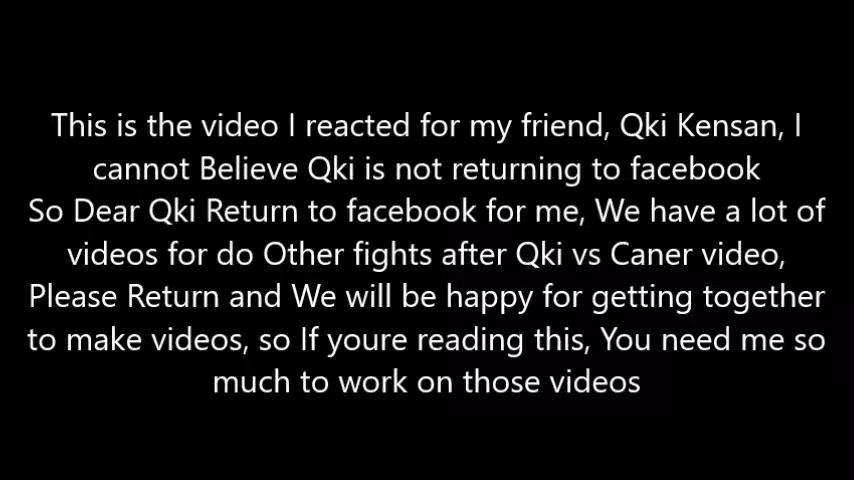 This is the video I reacted for my friend, Qki Kensan, I
cannot Believe Qki is not returning to facebook
So Dear Qki Return to facebook for me, We have a lot of
videos for do Other fights after Qki vs Caner video,
Please Return and We will be happy for getting together
to make videos, so If youre reading this, You need me so
much to work on those videos